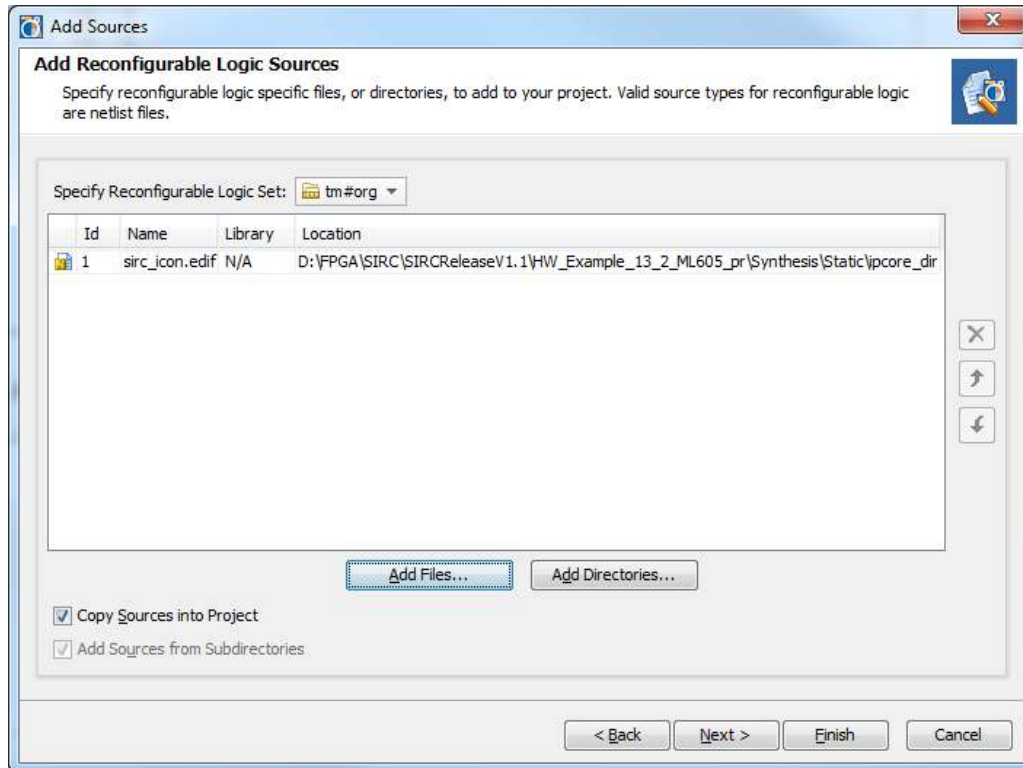 Add Sources
Add Reconfigurable Logic Sources
Specify reconfigurable logic specific files, or directories, to add to your project. Valid source types for reconfigurable logic
are netlist files.
Specify Reconfigurable Logic Set: tm#org
Id Name Library Location
1 sirc_icon.edif N/A D:\FPGA\SIRC\SIRCReleaseV1.1\HW_Example_13_2_ML605_pr\Synthesis\Static\ipcore_dir
Add Files... Add Directories...
Copy Sources into Project
Add Sources from Subdirectories
< Back Next > Finish Cancel